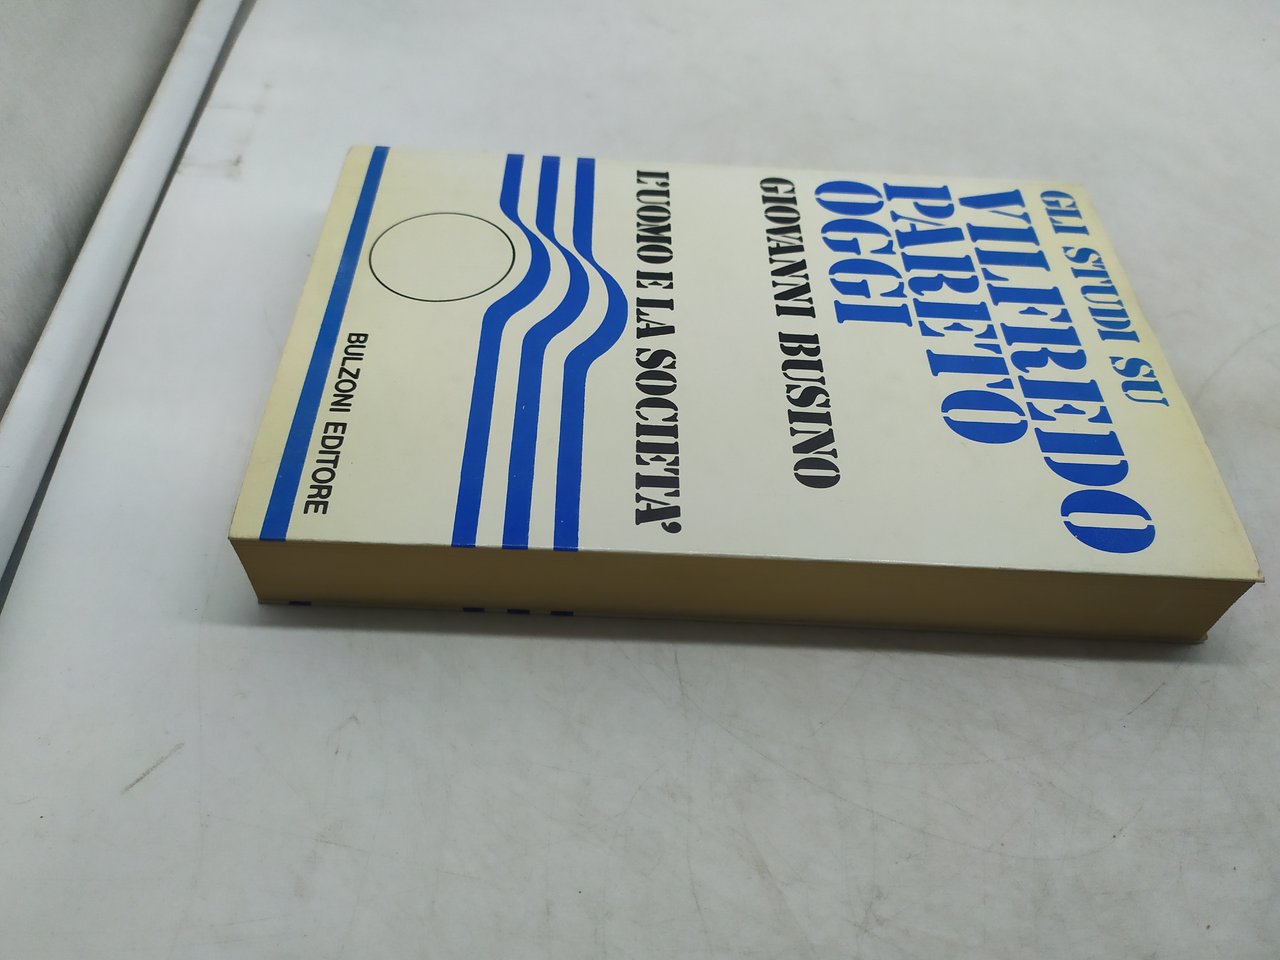 GLI STUDI SU
VILFREDO
PARETO
OGGI
GIOVANNI BUSINO
L'UOMO E LA SOCIETA'
BULZONI EDITORE